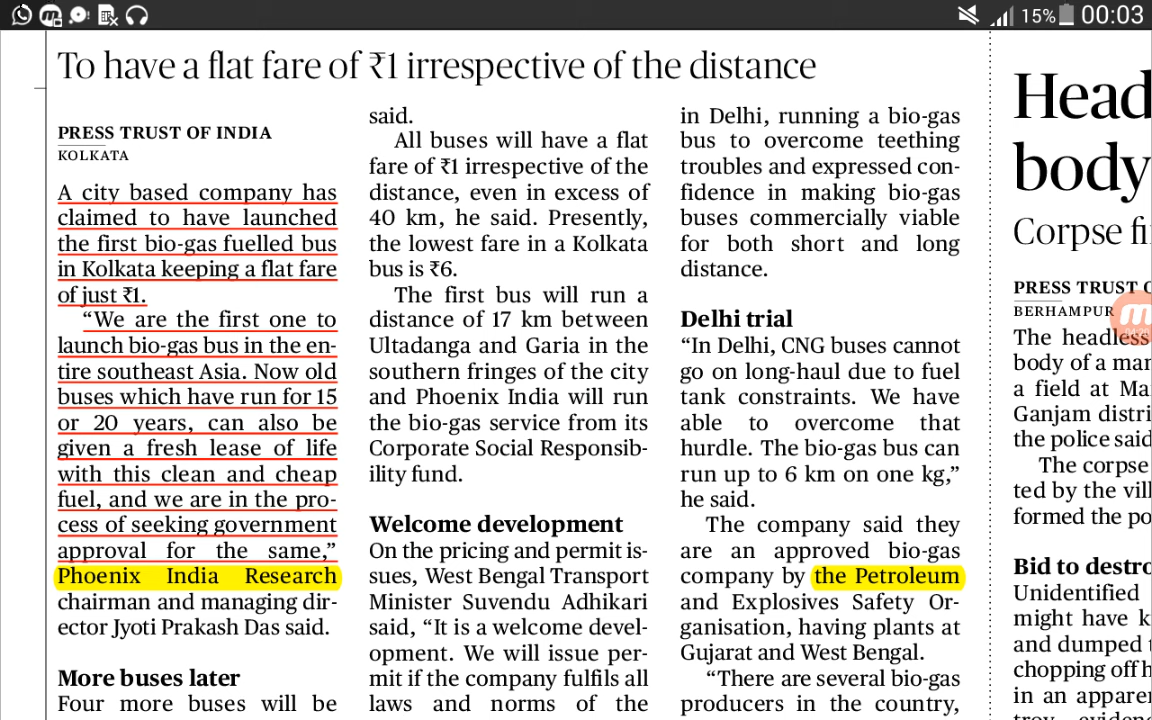 15% 00:03
To have a flat fare of ₹1 irrespective of the distance
PRESS TRUST OF INDIA
KOLKATA
A city based company has
claimed to have launched
the first bio-gas fuelled bus
in Kolkata keeping a flat fare
of just ₹1.
“We are the first one to
launch bio-gas bus in the en-
tire southeast Asia. Now old
buses which have run for 15
or 20 years, can also be
given a fresh lease of life
with this clean and cheap
fuel, and we are in the pro-
cess of seeking government
approval for the same,”
Phoenix India Research
chairman and managing dir-
ector Jyoti Prakash Das said.
More buses later
Four more buses will be
said.
All buses will have a flat
fare of ₹1 irrespective of the
distance, even in excess of
40 km, he said. Presently,
the lowest fare in a Kolkata
bus is ₹6.
The first bus will run a
distance of 17 km between
Ultadanga and Garia in the
southern fringes of the city
and Phoenix India will run
the bio-gas service from its
Corporate Social Responsib-
ility fund.
Welcome development
On the pricing and permit is-
sues, West Bengal Transport
Minister Suvendu Adhikari
said, “It is a welcome devel-
opment. We will issue per-
mit if the company fulfils all
laws and norms of the
in Delhi, running a bio-gas
bus to overcome teething
troubles and expressed con-
fidence in making bio-gas
buses commercially viable
for both short and long
distance.
Delhi trial
“In Delhi, CNG buses cannot
go on long-haul due to fuel
tank constraints. We have
able to overcome that
hurdle. The bio-gas bus can
run up to 6 km on one kg,”
he said.
The company said they
are an approved bio-gas
company by the Petroleum
and Explosives Safety Or-
ganisation, having plants at
Gujarat and West Bengal.
“There are several bio-gas
producers in the country,
Head
body
Corpse fi
PRESS TRUST O
BERHAMPUR
The headless
body of a man
a field at Ma
Ganjam distri
the police said
The corpse
ted by the vill
formed the po
Bid to destro
Unidentified
might have k
and dumped t
chopping off h
in an apparen
troy evidenc